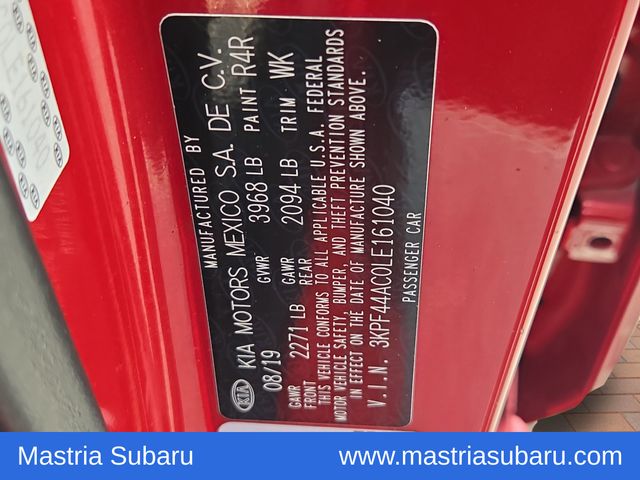 MANUFACTURED BY
KIA KIA MOTORS MEXICO S.A. DE C.V.
08/19 GVWR 3968 LB PAINT R4R
GAWR FRONT 2271 LB GAWR REAR 2094 LB TRIM WK
THIS VEHICLE CONFORMS TO ALL APPLICABLE U.S.A. FEDERAL
MOTOR VEHICLE SAFETY, BUMPER, AND THEFT PREVENTION STANDARDS
IN EFFECT ON THE DATE OF MANUFACTURE SHOWN ABOVE.
V.I.N. 3KPF44AC0LE161040
PASSENGER CAR
Mastria Subaru
www.mastriasubaru.com